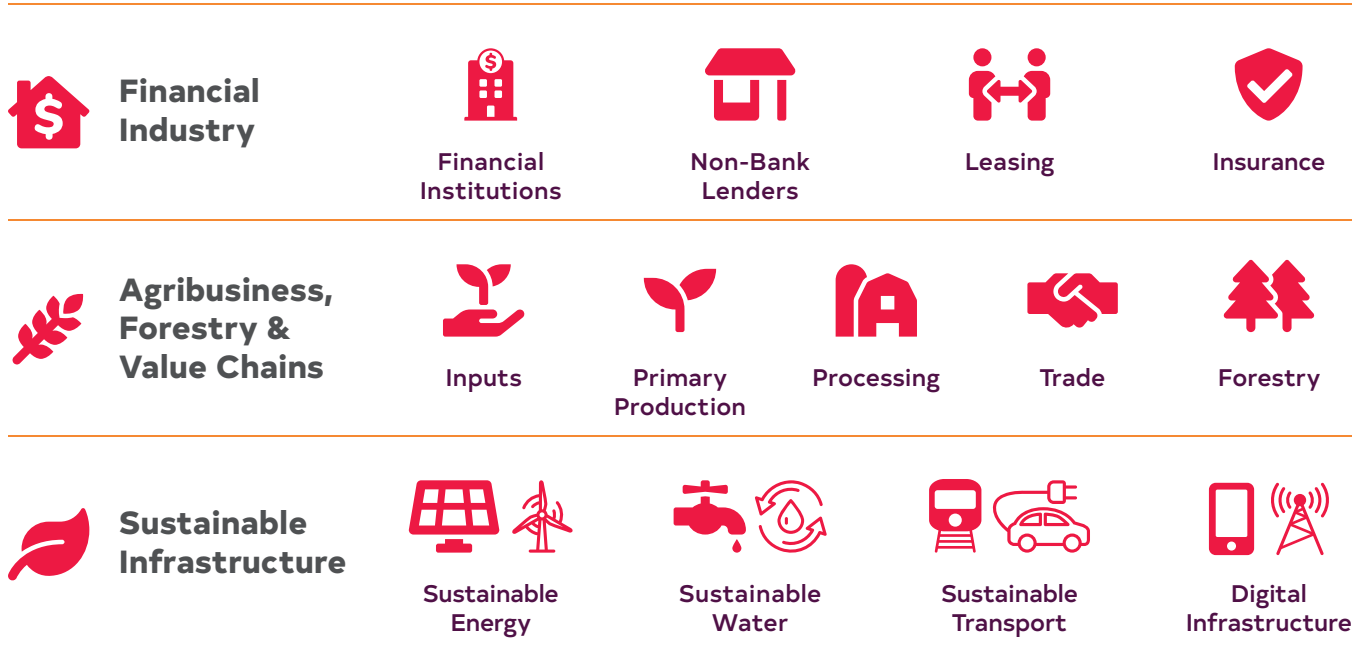 Financial
Industry
Financial
Institutions
Non-Bank
Lenders
Leasing
Insurance
Agribusiness,
Forestry &
Value Chains
Inputs
Primary
Production
Processing
Trade
Forestry
Sustainable
Infrastructure
Sustainable
Energy
Sustainable
Water
Sustainable
Transport
Digital
Infrastructure